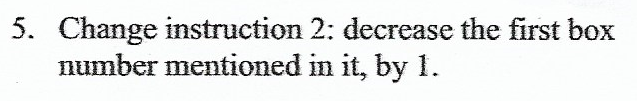 5. Change instruction 2: decrease the first box
number mentioned in it, by 1.